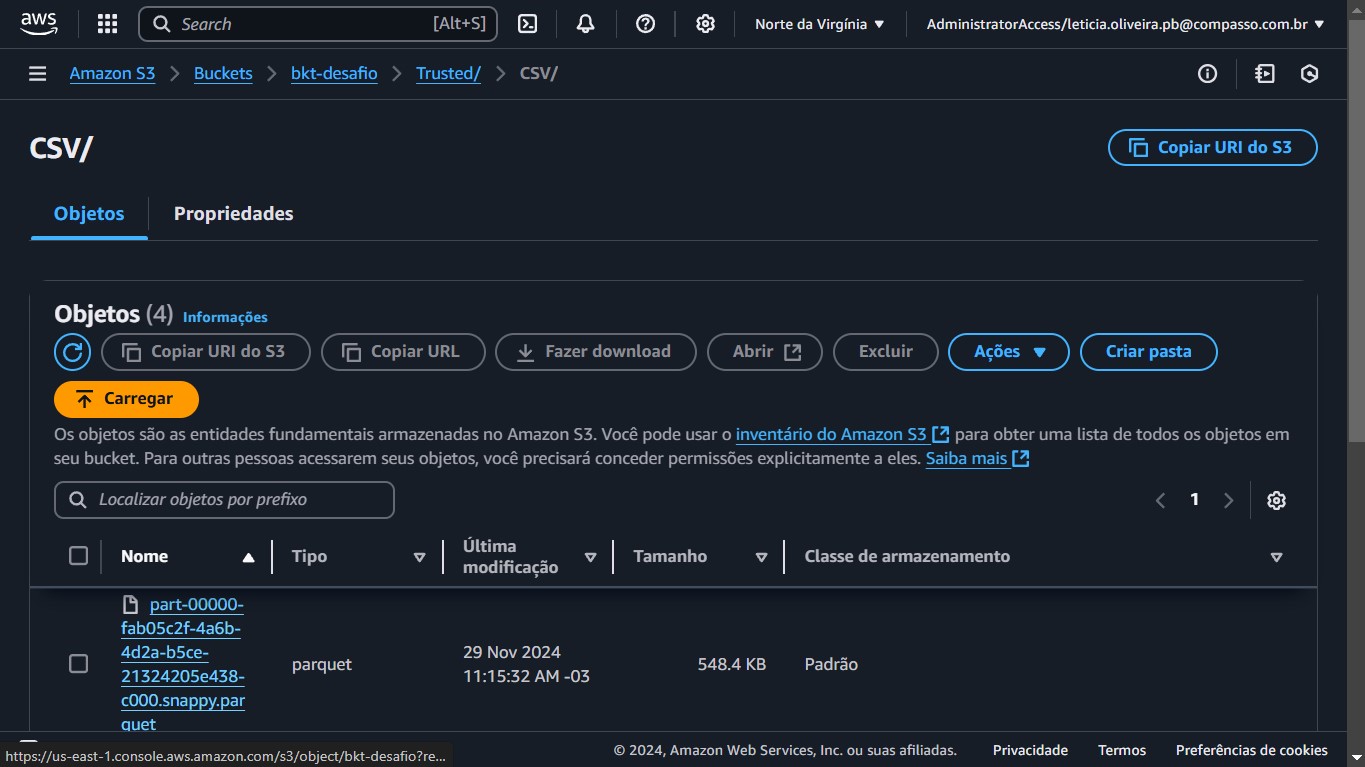 aws
Search [Alt+S]
Norte da Virgínia
AdministratorAccess/leticia.oliveira.pb@compasso.com.br
Amazon S3 > Buckets > bkt-desafio > Trusted/ > CSV/
CSV/
Copiar URI do S3
Objetos
Propriedades
Objetos (4) Informações
Copiar URI do S3
Copiar URL
Fazer download
Abrir
Excluir
Ações
Criar pasta
Carregar
Os objetos são as entidades fundamentais armazenadas no Amazon S3. Você pode usar o inventário do Amazon S3 para obter uma lista de todos os objetos em
seu bucket. Para outras pessoas acessarem seus objetos, você precisará conceder permissões explicitamente a eles. Saiba mais
Localizar objetos por prefixo
1
Nome
Tipo
Última
modificação
Tamanho
Classe de armazenamento
part-00000-
fab05c2f-4a6b-
4d2a-b5ce-
21324205e438-
c000.snappy.par
quet
parquet
29 Nov 2024
11:15:32 AM -03
548.4 KB
Padrão
https://us-east-1.console.aws.amazon.com/s3/object/bkt-desafio?re...
© 2024, Amazon Web Services, Inc. ou suas afiliadas.
Privacidade
Termos
Preferências de cookies